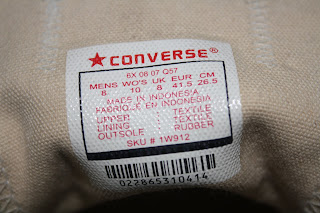 ★ CONVERSE®
6X 08 07 Q57
MENS WO'S UK EUR CM
8 10 8 41.5 26.5
MADE IN INDONESIA
FABRIQUE EN INDONESIE
UPPER : TEXTILE
LINING : TEXTILE
OUTSOLE : RUBBER
SKU # 1W912
022865310414